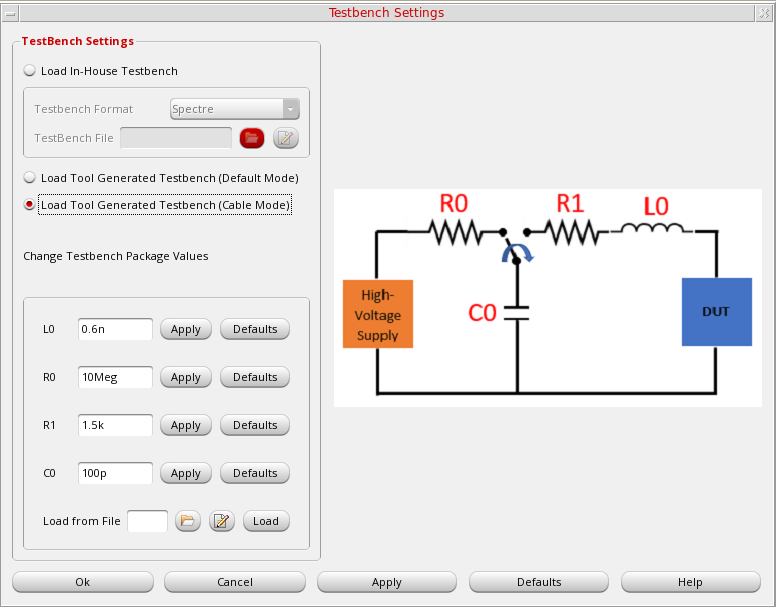 Testbench Settings
TestBench Settings
Load In-House Testbench
Testbench Format Spectre
TestBench File
Load Tool Generated Testbench (Default Mode)
Load Tool Generated Testbench (Cable Mode)
Change Testbench Package Values
L0 0.6n Apply Defaults
R0 10Meg Apply Defaults
R1 1.5k Apply Defaults
C0 100p Apply Defaults
Load from File Load
R0 R1 L0
High-
Voltage
Supply
C0
DUT
Ok Cancel Apply Defaults Help